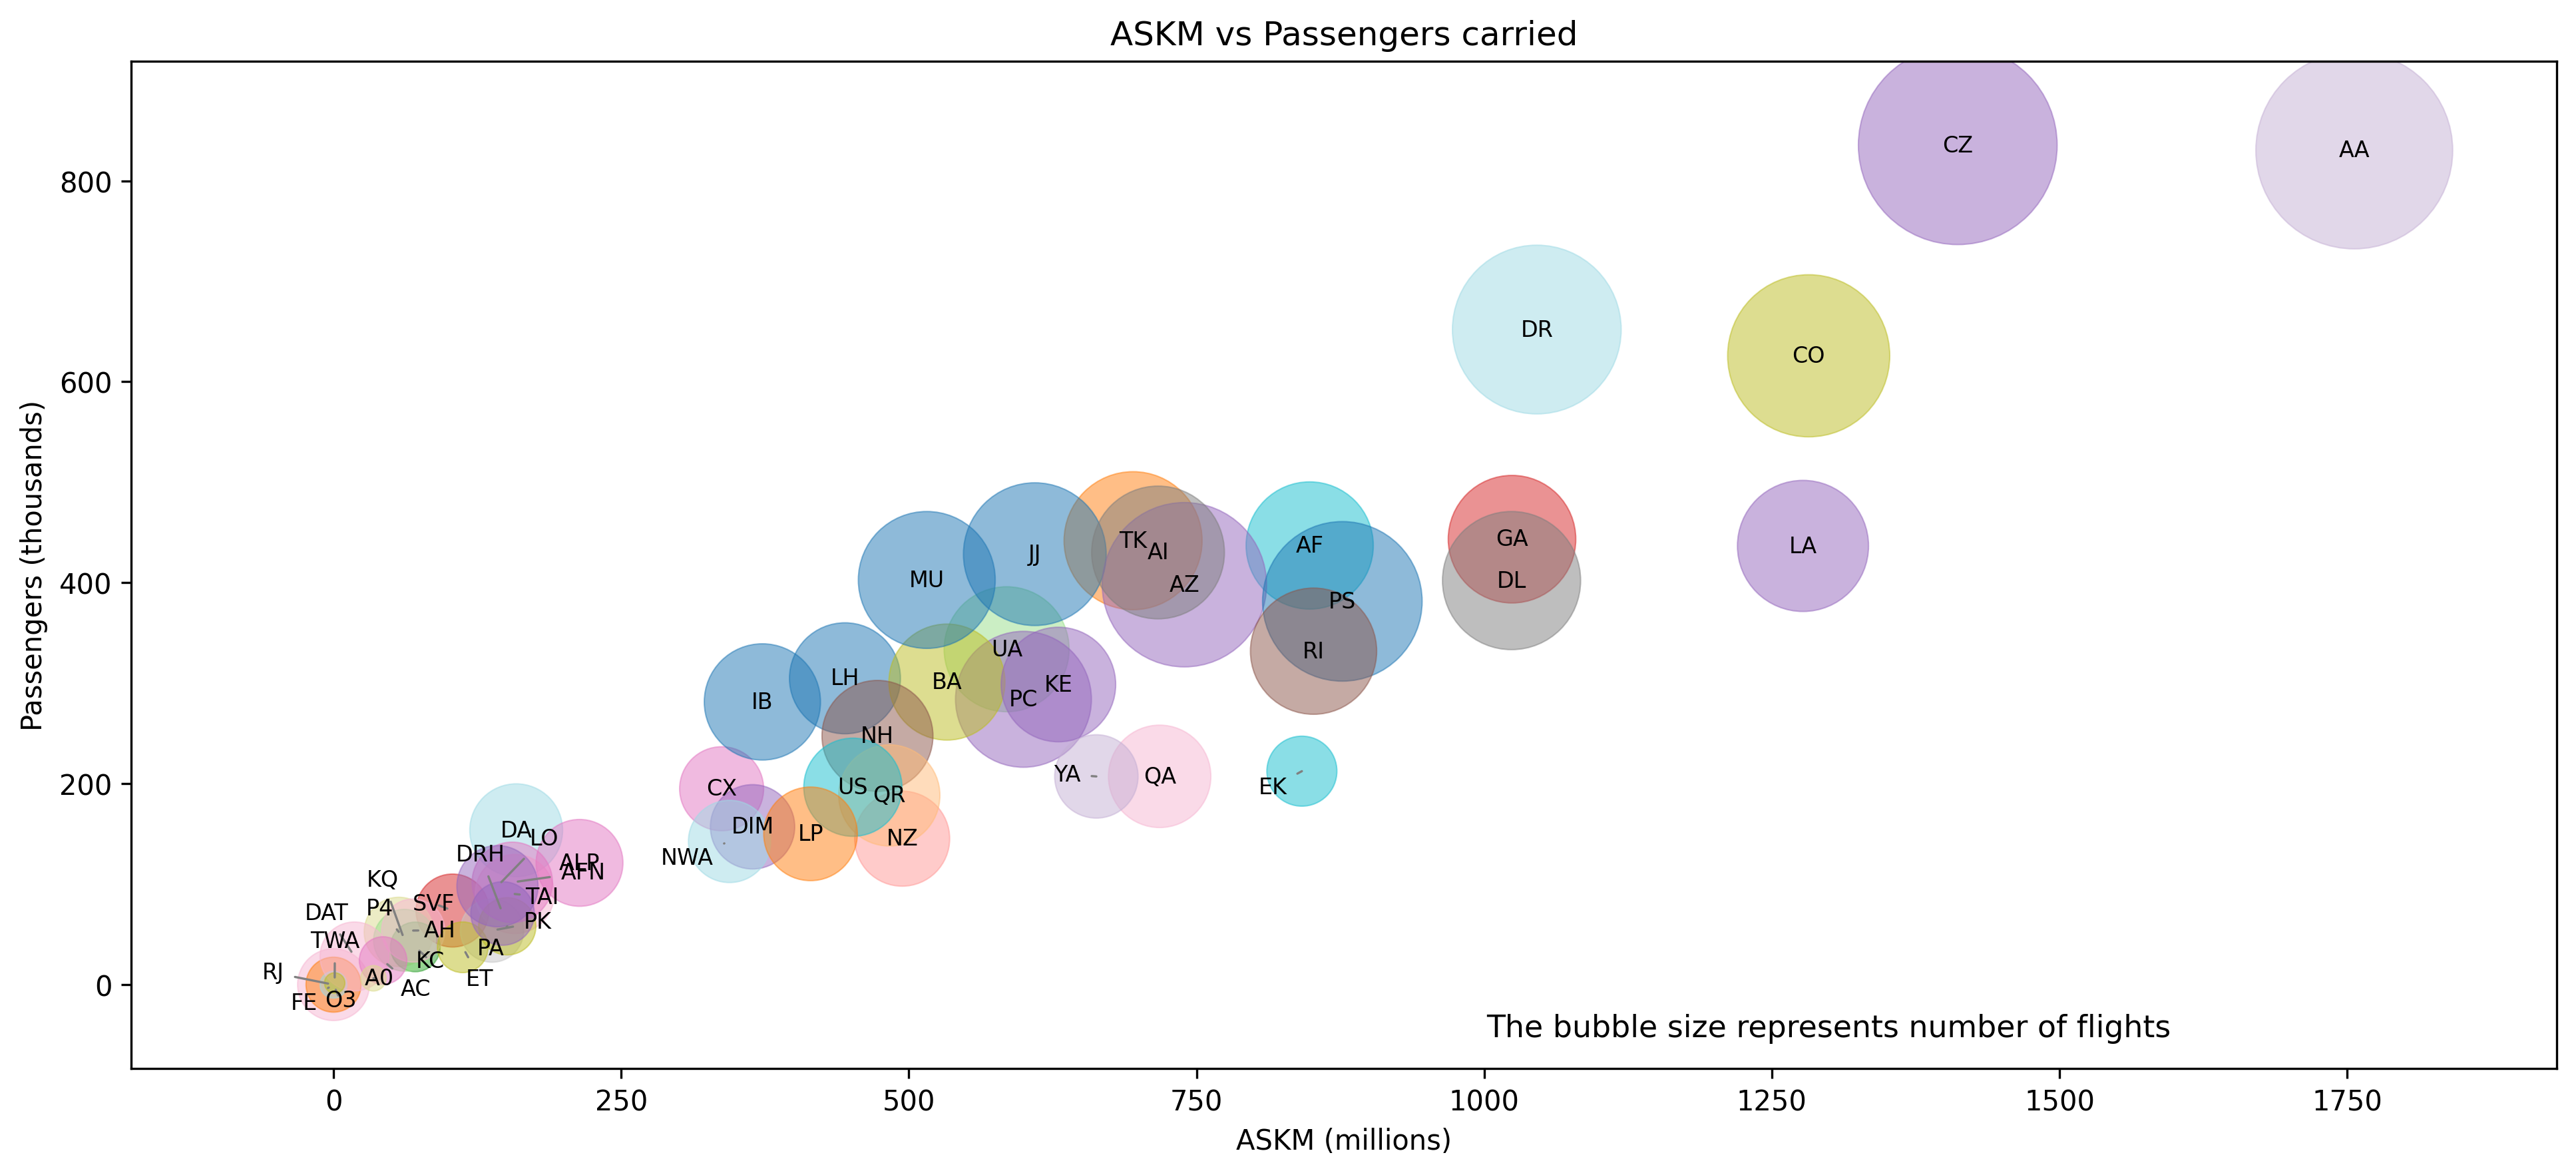 ASKM vs Passengers carried
Passengers (thousands)
800
600
400
200
0
CZ
AA
DR
CO
TK
AI
JJ
MU
AZ
AF
PS
GA
DL
LA
RI
UA
LH
BA
KE
PC
IB
NH
CX
US
QR
YA
QA
EK
DIM
LP
NZ
NWA
DA
LO
DRH
ALP
AFN
KQ
TAI
SVF
P4
DAT
PK
AH
TWA
PA
KC
RJ
A0
ET
AC
FE
O3
The bubble size represents number of flights
0
250
500
750
1000
1250
1500
1750
ASKM (millions)